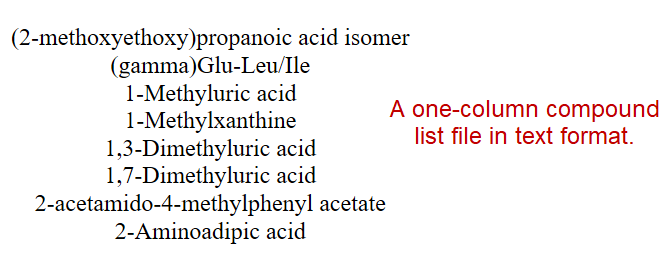 (2-methoxyethoxy)propanoic acid isomer
(gamma)Glu-Leu/Ile
1-Methyluric acid
1-Methylxanthine
1,3-Dimethyluric acid
1,7-Dimethyluric acid
2-acetamido-4-methylphenyl acetate
2-Aminoadipic acid
A one-column compound
list file in text format.